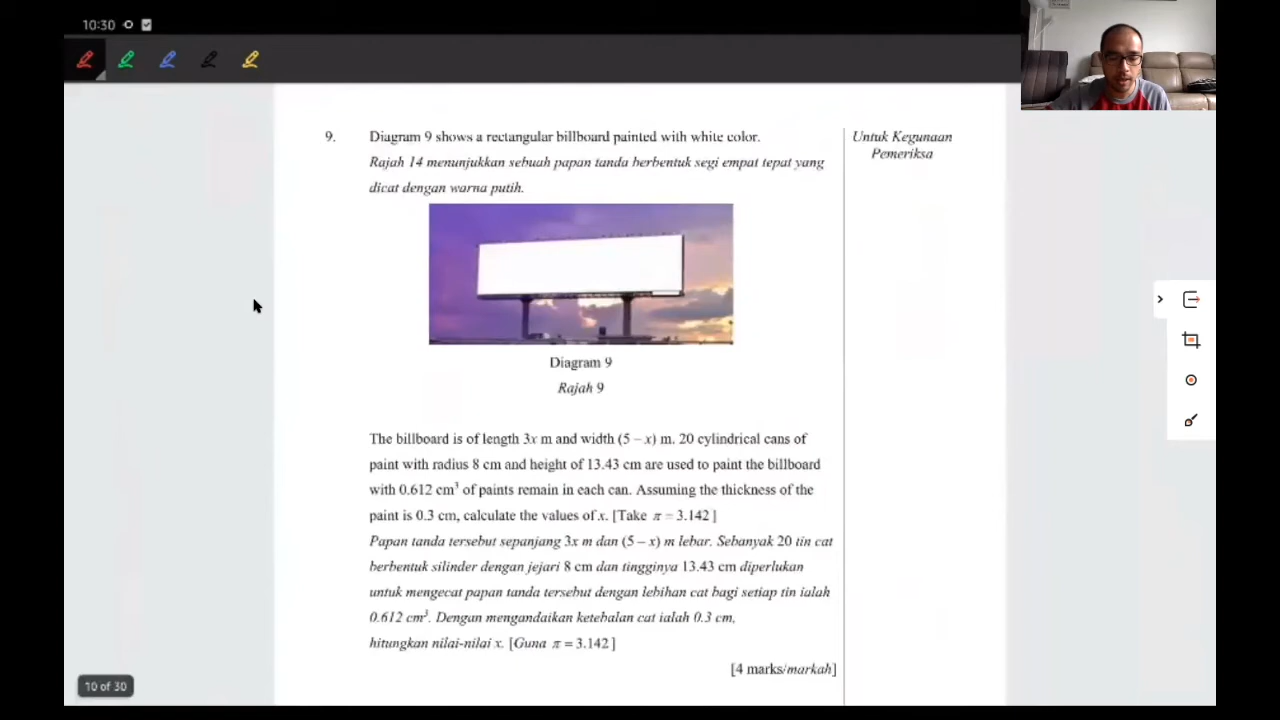 10:30
9. Diagram 9 shows a rectangular billboard painted with white color.
Rajah 14 menunjukkan sebuah papan tanda berbentuk segi empat tepat yang
dicat dengan warna putih.
Untuk Kegunaan
Pemeriksa
Diagram 9
Rajah 9
The billboard is of length 3x m and width (5 – x) m. 20 cylindrical cans of
paint with radius 8 cm and height of 13.43 cm are used to paint the billboard
with 0.612 cm³ of paints remain in each can. Assuming the thickness of the
paint is 0.3 cm, calculate the values of x. [Take π = 3.142 ]
Papan tanda tersebut sepanjang 3x m dan (5 – x) m lebar. Sebanyak 20 tin cat
berbentuk silinder dengan jejari 8 cm dan tingginya 13.43 cm diperlukan
untuk mengecat papan tanda tersebut dengan lebihan cat bagi setiap tin ialah
0.612 cm³. Dengan mengandaikan ketebalan cat ialah 0.3 cm,
hitungkan nilai-nilai x. [Guna π = 3.142 ]
[4 marks/markah]
10 of 30